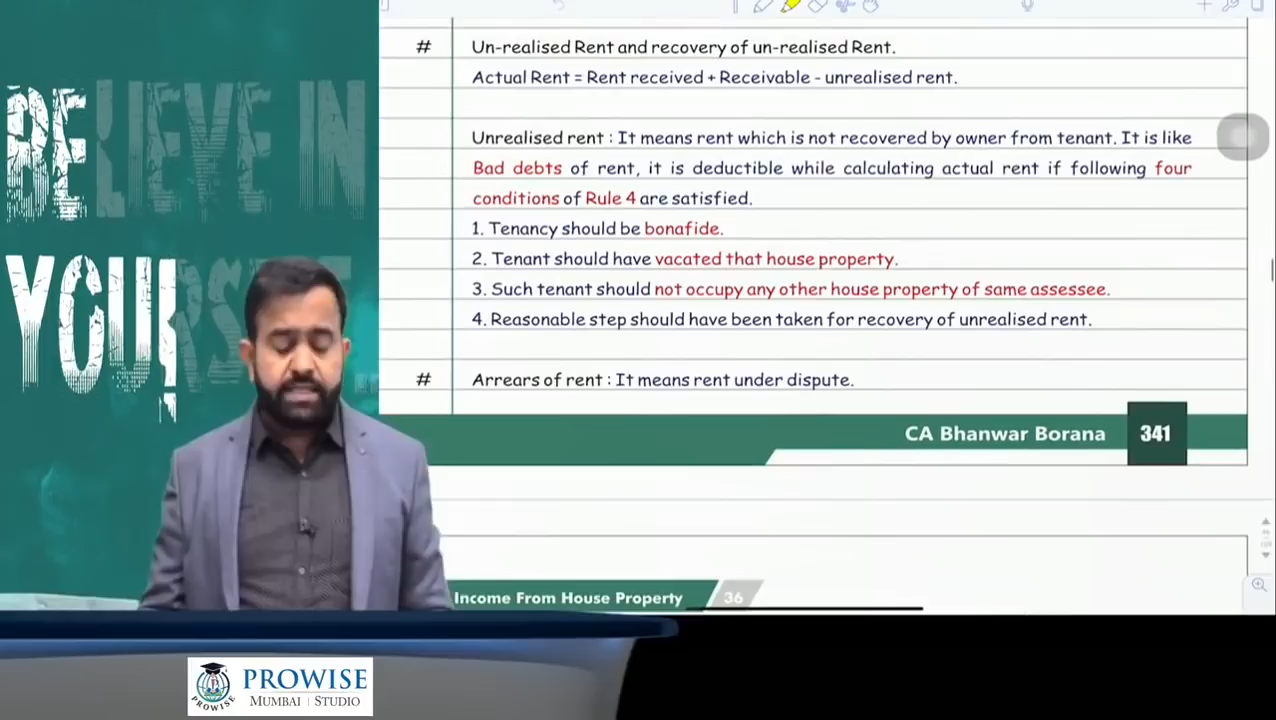 BELIEVE IN
YOURS
#
Un-realised Rent and recovery of un-realised Rent.
Actual Rent = Rent received + Receivable - unrealised rent.
Unrealised rent : It means rent which is not recovered by owner from tenant. It is like
Bad debts of rent, it is deductible while calculating actual rent if following four
conditions of Rule 4 are satisfied.
1. Tenancy should be bonafide.
2. Tenant should have vacated that house property.
3. Such tenant should not occupy any other house property of same assessee.
4. Reasonable step should have been taken for recovery of unrealised rent.
#
Arrears of rent : It means rent under dispute.
CA Bhanwar Borana 341
Income From House Property 36
PROWISE
PROWISE
MUMBAI | STUDIO